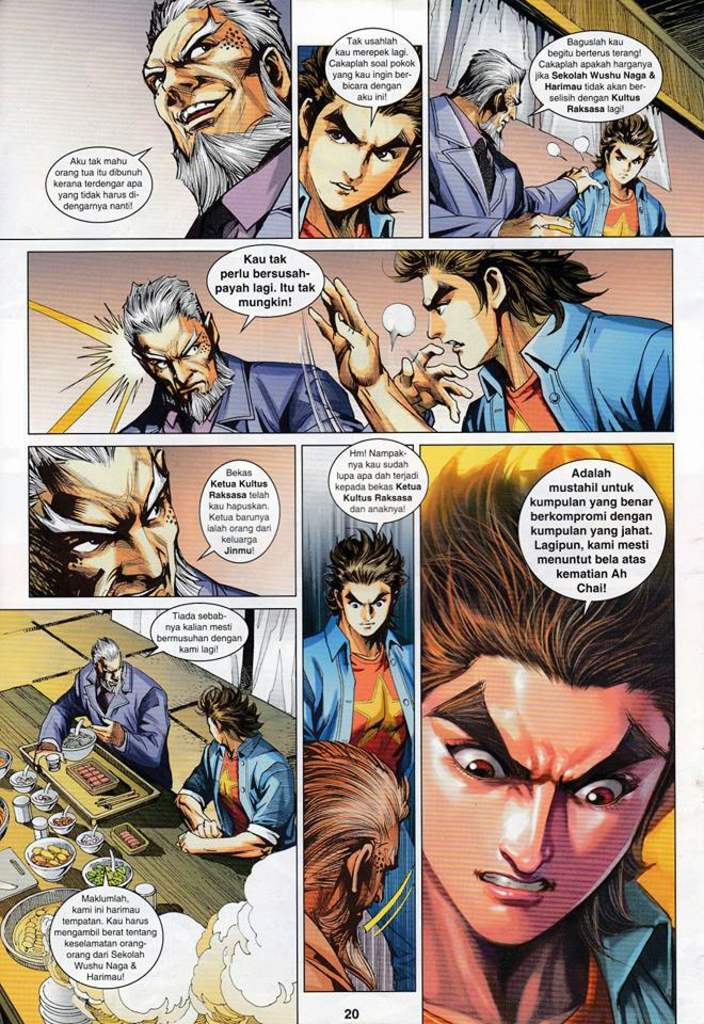 Aku tak mahu
orang tua itu dibunuh
kerana terdengar apa
yang tidak harus di-
dengarnya nanti!
Tak usahlah
kau merepek lagi.
Cakaplah soal pokok
yang kau ingin ber-
bicara dengan
aku ini!
Baguslah kau
begitu berterus terang!
Cakaplah apakah harganya
jika Sekolah Wushu Naga &
Harimau tidak akan ber-
selisih dengan Kultus
Raksasa lagi!
Kau tak
perlu bersusah-
payah lagi. Itu tak
mungkin!
Bekas
Ketua Kultus
Raksasa telah
kau hapuskan.
Ketua barunya
ialah orang dari
keluarga
Jinmu!
Tiada sebab-
nya kalian mesti
bermusuhan dengan
kami lagi!
Maklumlah,
kami ini harimau
tempatan. Kau harus
mengambil berat tentang
keselamatan orang-
orang dari Sekolah
Wushu Naga &
Harimau!
Hm! Nampak-
nya kau sudah
lupa apa dah terjadi
kepada bekas Ketua
Kultus Raksasa
dan anaknya!
Adalah
mustahil untuk
kumpulan yang benar
berkompromi dengan
kumpulan yang jahat.
Lagipun, kami mesti
menuntut bela atas
kematian Ah
Chai!
20